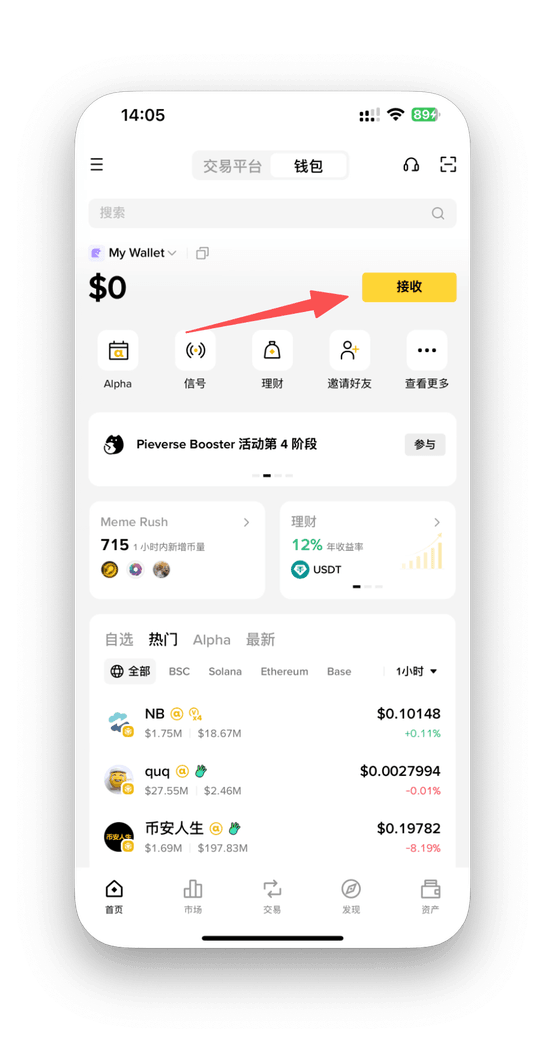 14:05
89
交易平台 钱包
搜索
My Wallet
$0
接收
Alpha 信号 理财 邀请好友 查看更多
Pieverse Booster 活动第 4 阶段 参与
Meme Rush
715 1 小时内新增币量
理财
12% 年收益率
USDT
自选 热门 Alpha 最新
全部 BSC Solana Ethereum Base 1小时
NB α x4 $0.10148
$1.75M $18.67M +0.11%
quq α $0.0027994
$27.55M $2.46M -0.01%
币安人生 币安人生 α $0.19782
$1.69M $197.83M -8.19%
首页 市场 交易 发现 资产